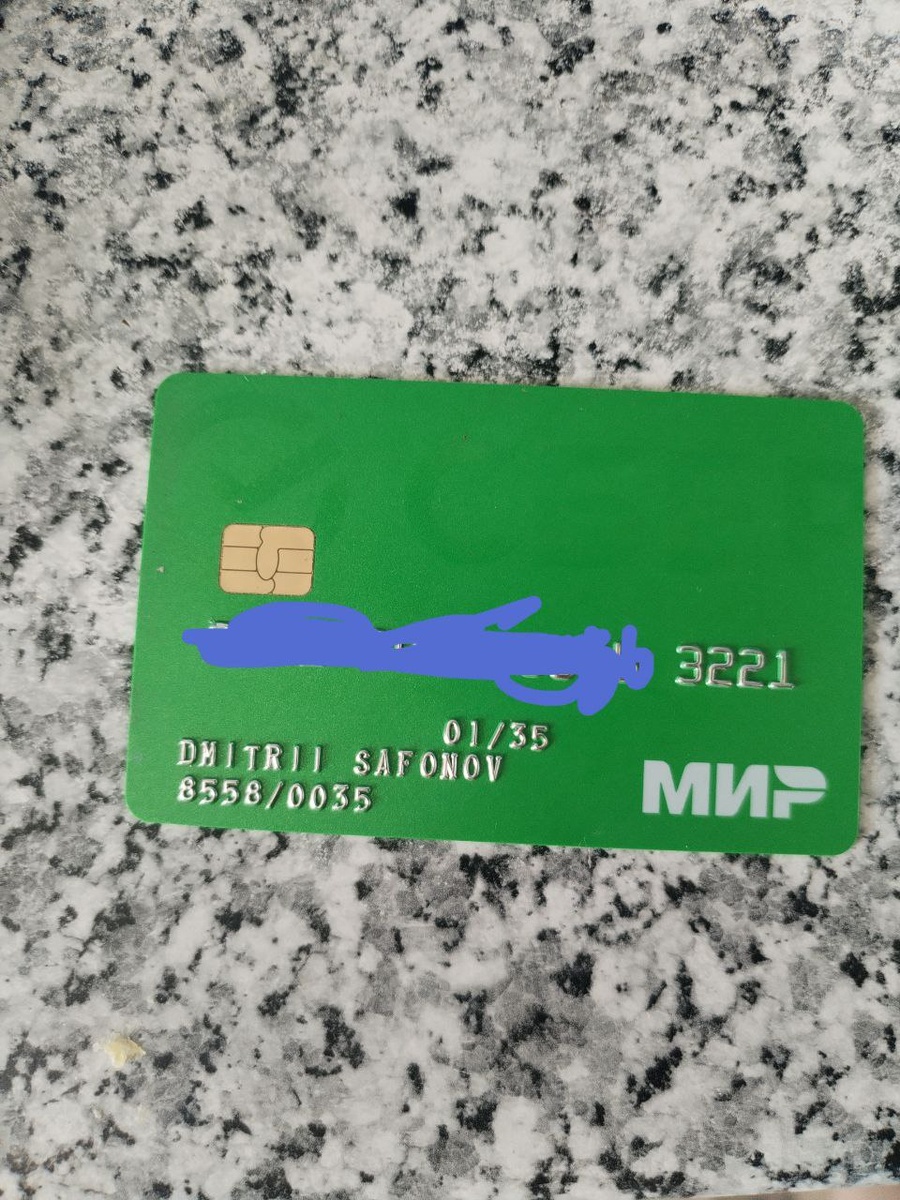 3221
01/35
DMITRII SAFONOV
8558/0035
МИР